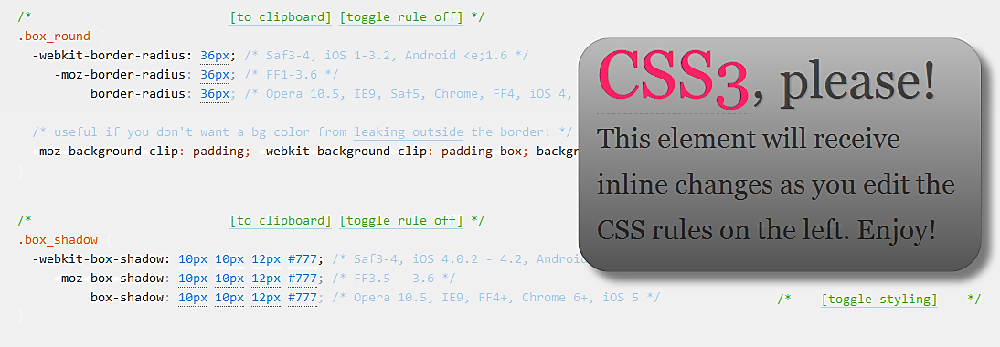 /* [to clipboard] [toggle rule off] */
.box_round {
-webkit-border-radius: 36px; /* Saf3-4, iOS 1-3.2, Android <e;1.6 */
-moz-border-radius: 36px; /* FF1-3.6 */
border-radius: 36px; /* Opera 10.5, IE9, Saf5, Chrome, FF4, iOS 4,
/* useful if you don't want a bg color from leaking outside the border: */
-moz-background-clip: padding; -webkit-background-clip: padding-box; backgr
}
/* [to clipboard] [toggle rule off] */
.box_shadow {
-webkit-box-shadow: 10px 10px 12px #777; /* Saf3-4, iOS 4.0.2 - 4.2, Androi
-moz-box-shadow: 10px 10px 12px #777; /* FF3.5 - 3.6 */
box-shadow: 10px 10px 12px #777; /* Opera 10.5, IE9, FF4+, Chrome 6+, iOS 5 */
}
CSS3, please!
This element will receive
inline changes as you edit the
CSS rules on the left. Enjoy!
/* [toggle styling] */